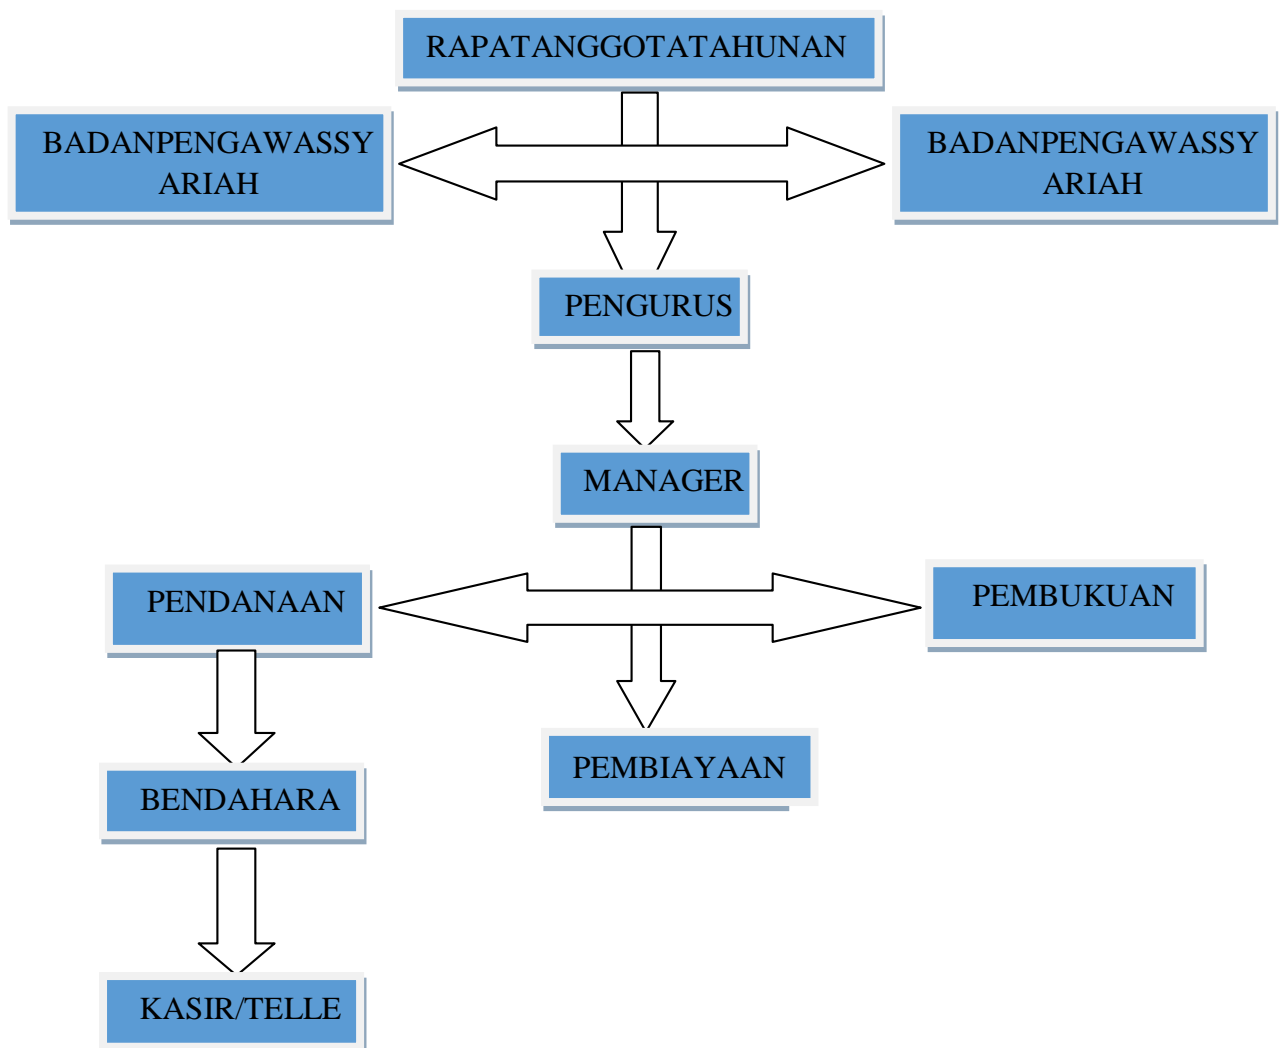 RAPATANGGOTATAHUNAN
BADANPENGAWASSY
ARIAH
BADANPENGAWASSY
ARIAH
PENGURUS
MANAGER
PENDANAAN
PEMBUKUAN
PEMBIAYAAN
BENDAHARA
KASIR/TELLE